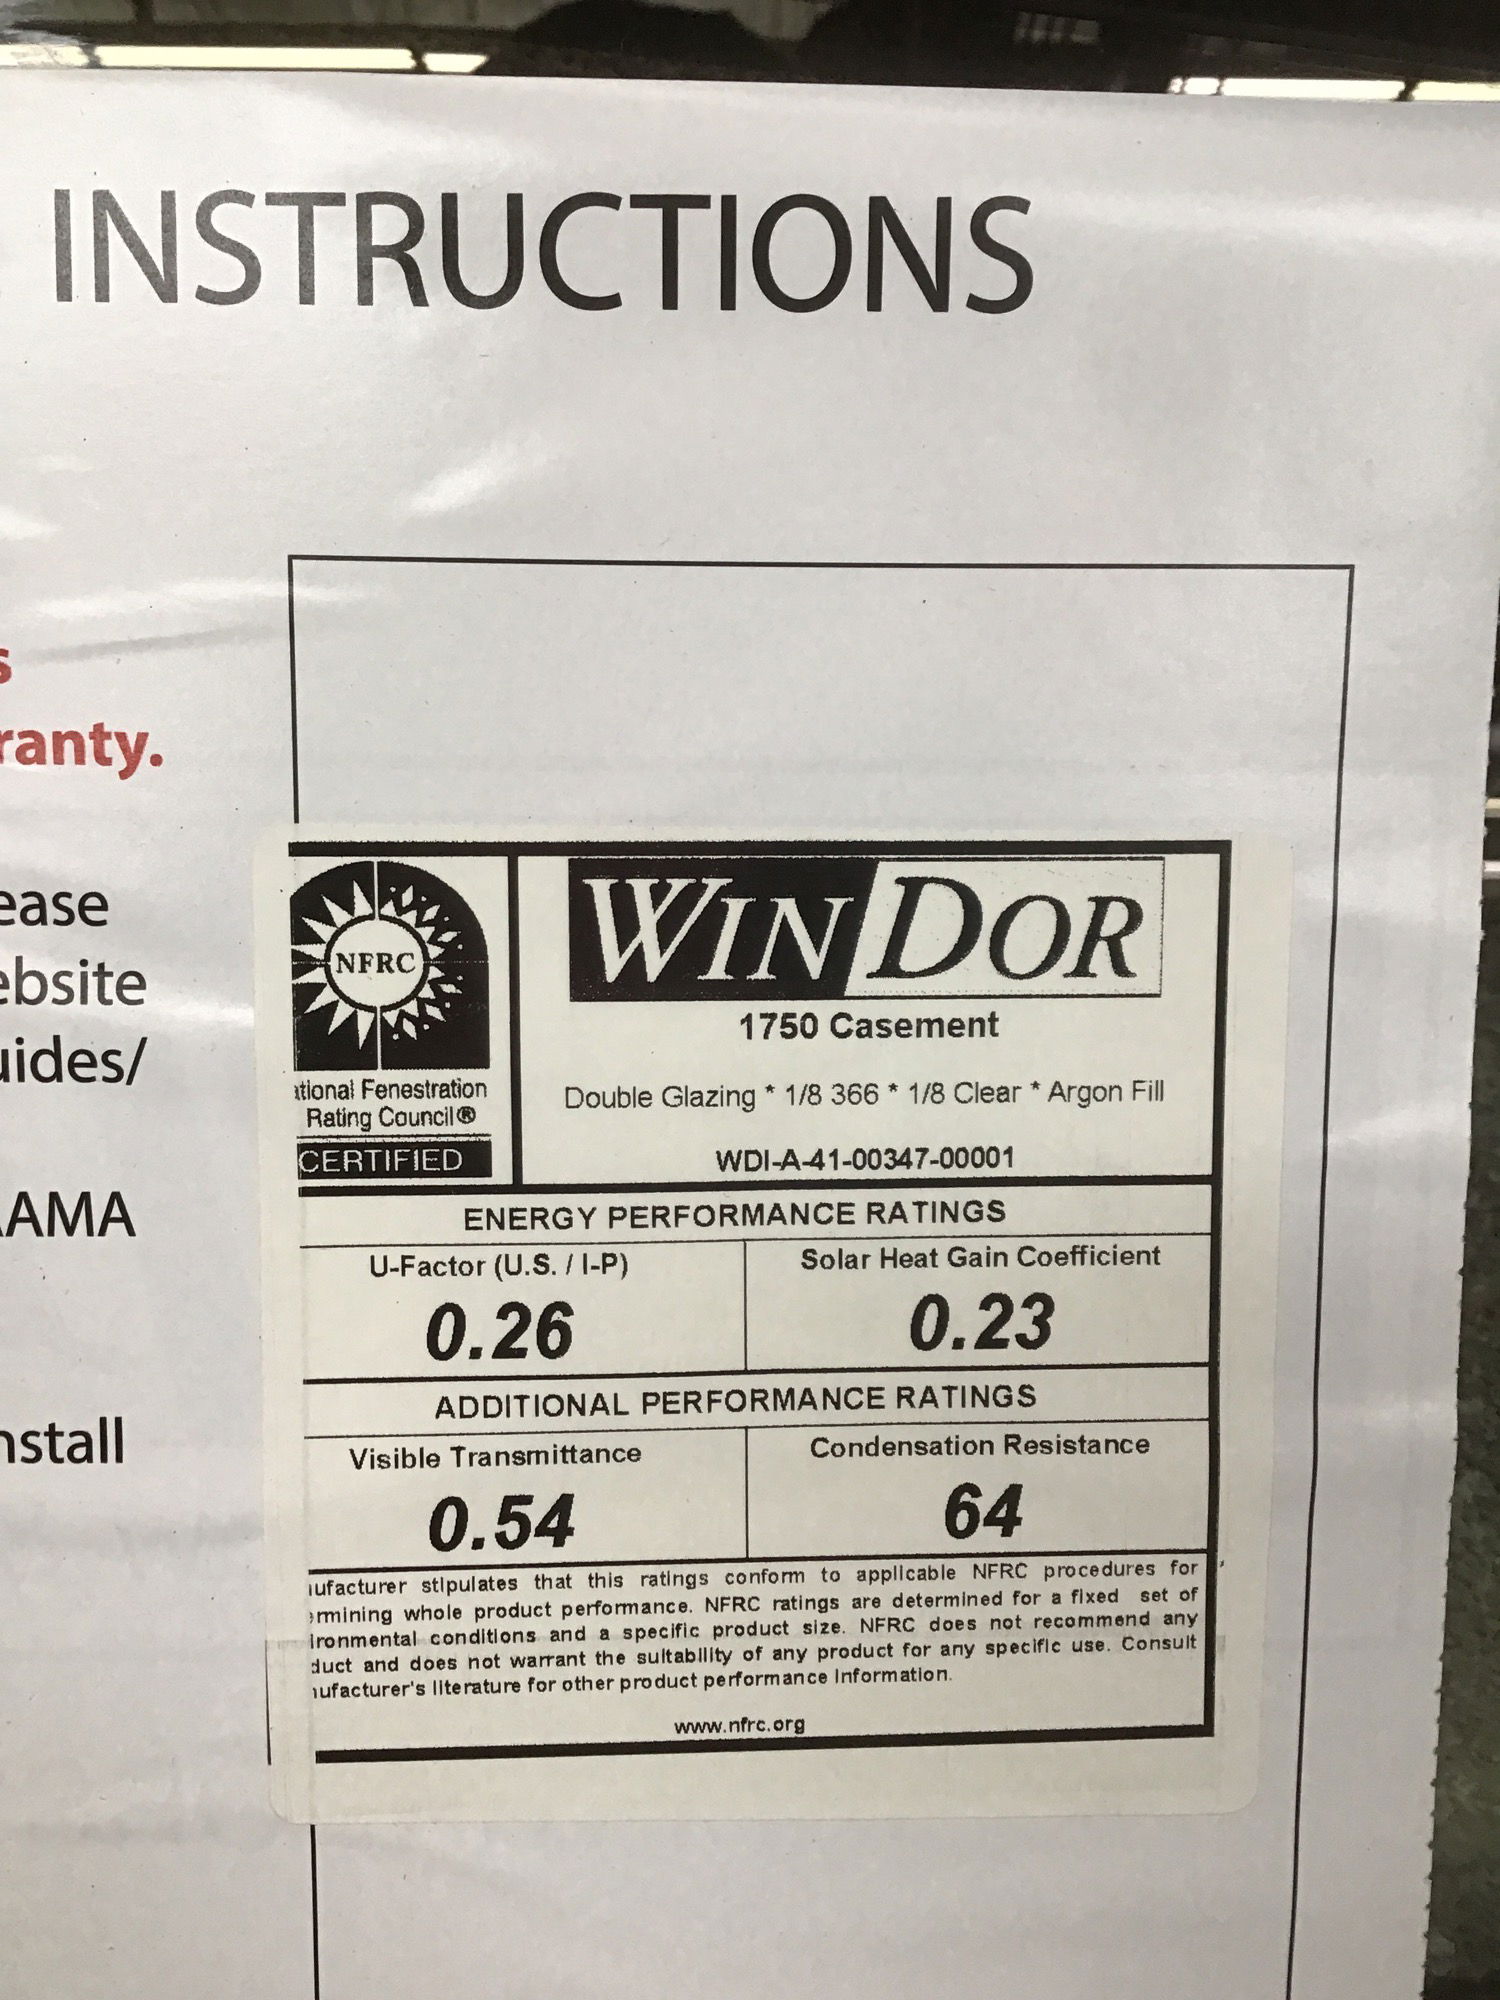 INSTRUCTIONS
s
ranty.
ease
ebsite
uides/
AMA
nstall
NFRC
ational Fenestration
Rating Council®
CERTIFIED
WINDOR
1750 Casement
Double Glazing * 1/8 366 * 1/8 Clear * Argon Fill
WDI-A-41-00347-00001
ENERGY PERFORMANCE RATINGS
U-Factor (U.S. / I-P)
0.26
Solar Heat Gain Coefficient
0.23
ADDITIONAL PERFORMANCE RATINGS
Visible Transmittance
0.54
Condensation Resistance
64
ufacturer stipulates that this ratings conform to applicable NFRC procedures for
rmining whole product performance. NFRC ratings are determined for a fixed set of
ironmental conditions and a specific product size. NFRC does not recommend any
duct and does not warrant the suitability of any product for any specific use. Consult
ufacturer's literature for other product performance information.
www.nfrc.org